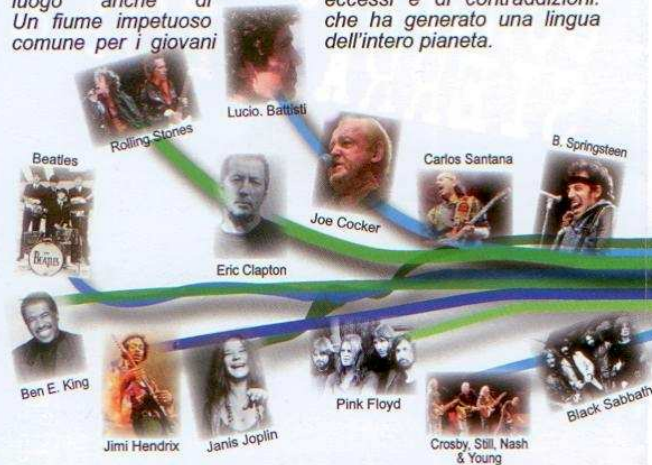 luogo anche di
Un fiume impetuoso
comune per i giovani
eccessi e di contraddizioni.
che ha generato una lingua
dell'intero pianeta.
Rolling Stones
Lucio. Battisti
Beatles
BEATLES
Eric Clapton
Joe Cocker
Carlos Santana
B. Springsteen
Ben E. King
Jimi Hendrix
Janis Joplin
Pink Floyd
Crosby, Still, Nash
& Young
Black Sabbath